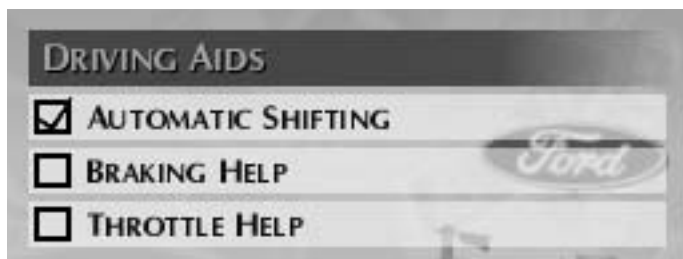 DRIVING AIDS
AUTOMATIC SHIFTING
Ford
BRAKING HELP
THROTTLE HELP